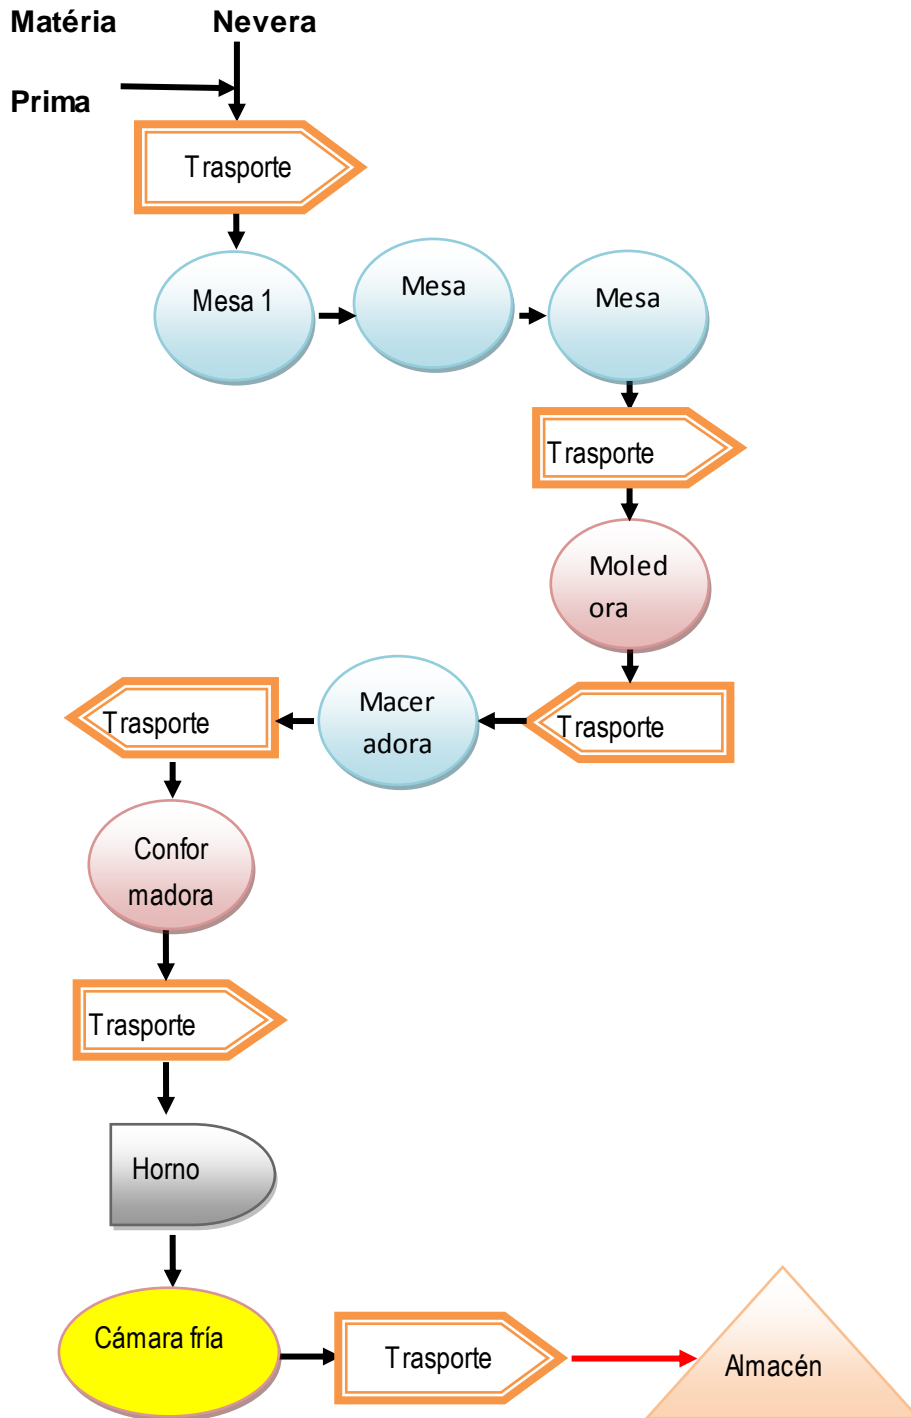 Matéria
Nevera
Prima
Trasporte
Mesa 1
Mesa
Mesa
Trasporte
Moled
ora
Trasporte
Macer
adora
Trasporte
Confor
madora
Trasporte
Horno
Cámara fría
Trasporte
Almacén